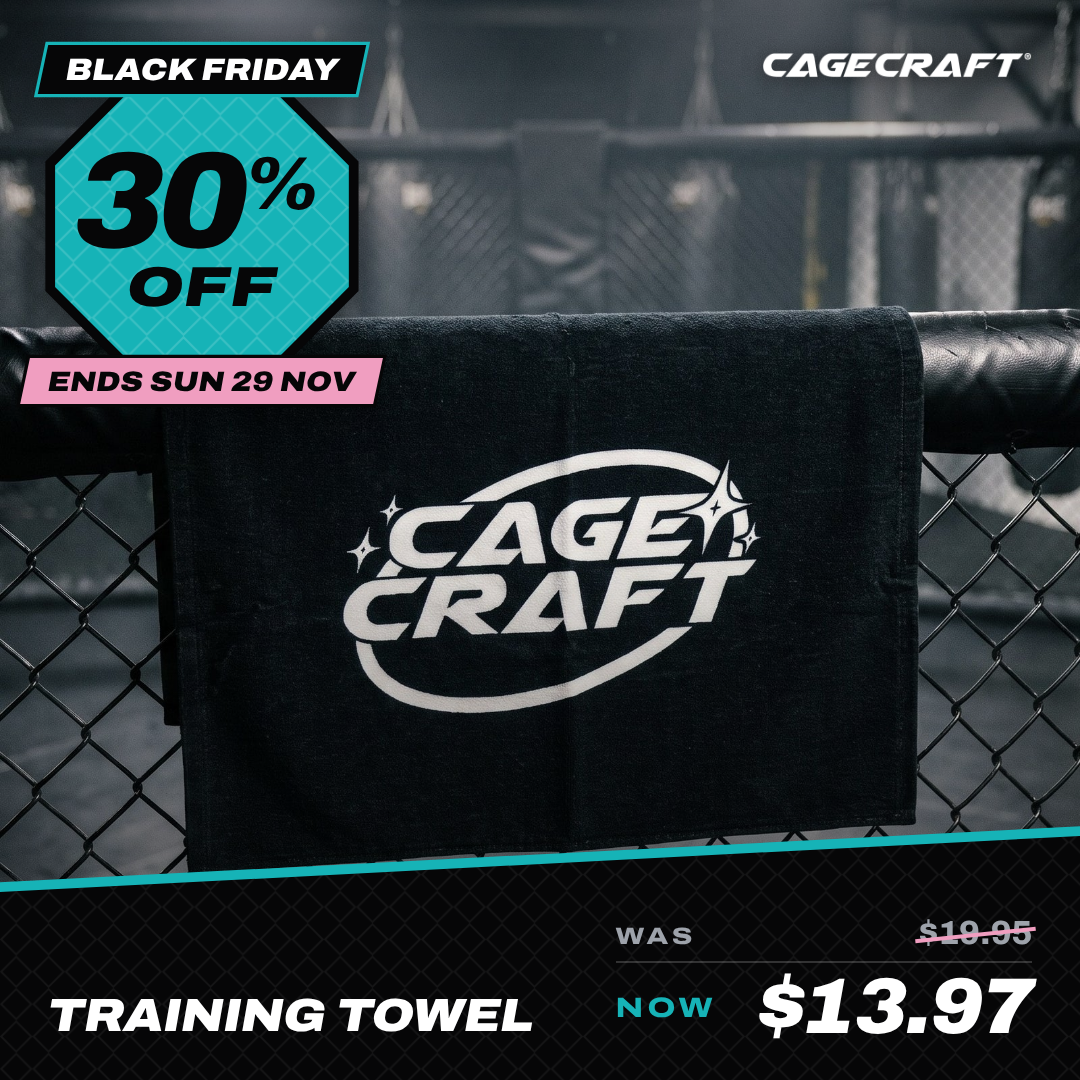 BLACK FRIDAY
CAGECRAFT®
30%
OFF
ENDS SUN 29 NOV
CAGE
CRAFT
WAS $19.95
TRAINING TOWEL
NOW $13.97